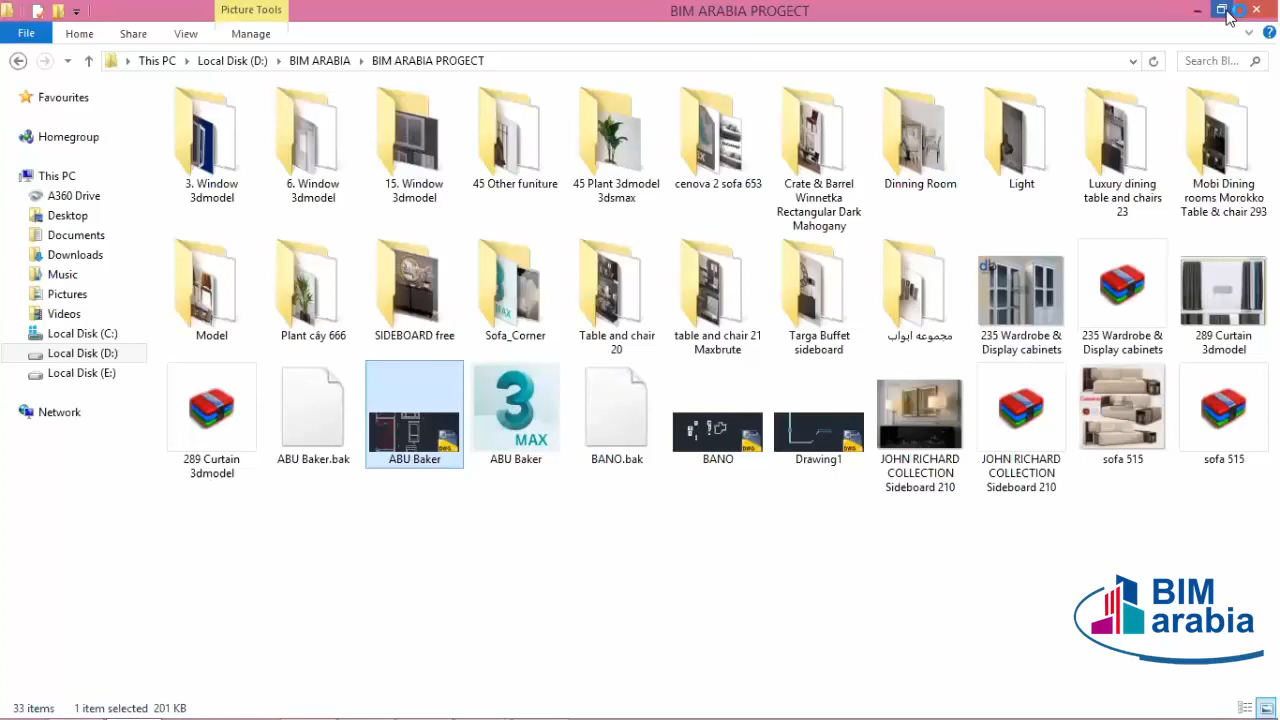 Picture Tools
BIM ARABIA PROGECT
File
Home
Share
View
Manage
This PC
Local Disk (D:)
BIM ARABIA
BIM ARABIA PROGECT
Search BI...
Favourites
Homegroup
This PC
A360 Drive
Desktop
Documents
Downloads
Music
Pictures
Videos
Local Disk (C:)
Local Disk (D:)
Local Disk (E:)
Network
3. Window
3dmodel
6. Window
3dmodel
15. Window
3dmodel
45 Other funiture
45 Plant 3dmodel
3dsmax
cenova 2 sofa 653
Crate & Barrel
Winnetka
Rectangular Dark
Mahogany
Dinning Room
Light
Luxury dining
table and chairs
23
Mobi Dining
rooms Morokko
Table & chair 293
Model
Plant cây 666
SIDEBOARD free
Sofa_Corner
Table and chair
20
table and chair 21
Maxbrute
Targa Buffet
sideboard
مجموعه ابواب
235 Wardrobe &
Display cabinets
235 Wardrobe &
Display cabinets
289 Curtain
3dmodel
289 Curtain
3dmodel
ABU Baker.bak
DWG
ABU Baker
3
MAX
ABU Baker
BANO.bak
DWG
BANO
DWG
Drawing1
JOHN RICHARD
COLLECTION
Sideboard 210
JOHN RICHARD
COLLECTION
Sideboard 210
sofa 515
sofa 515
BIM
arabia
33 items
1 item selected 201 KB